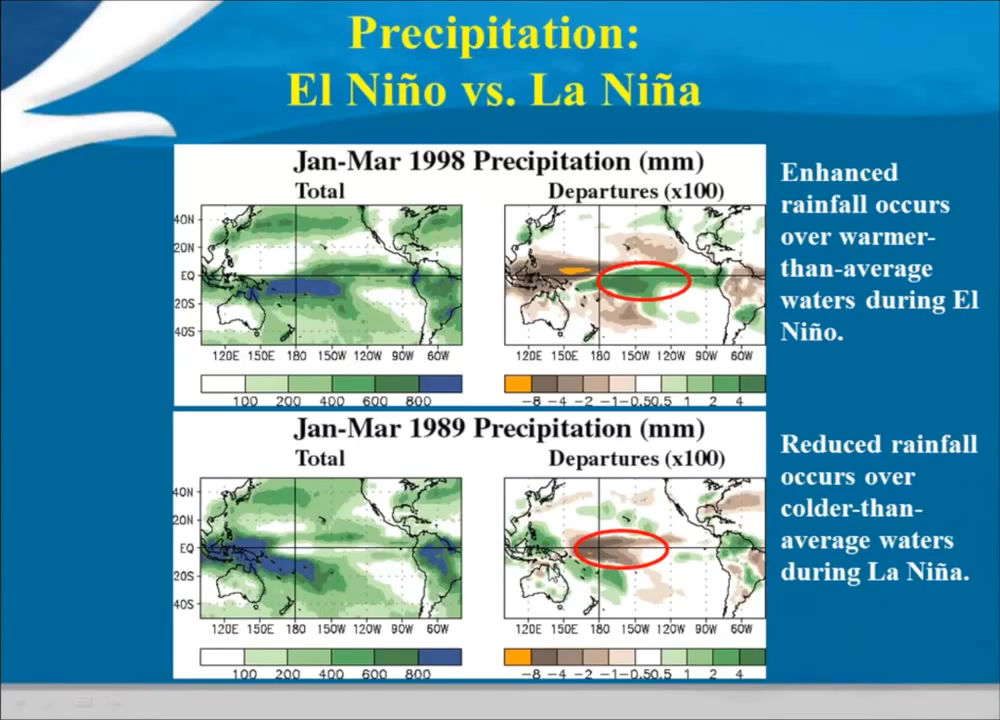 Precipitation:
El Niño vs. La Niña
Jan-Mar 1998 Precipitation (mm)
Total
Departures (x100)
40N
20N
EQ
20S
40S
120E 150E 180 150W 120W 90W 60W
120E 150E 180 150W 120W 90W 60W
100 200 400 600 800
-8 -4 -2 -1-0.50.5 1 2 4
Enhanced
rainfall occurs
over warmer-
than-average
waters during El
Niño.
Jan-Mar 1989 Precipitation (mm)
Total
Departures (x100)
40N
20N
EQ
20S
40S
120E 150E 180 150W 120W 90W 60W
120E 150E 180 150W 120W 90W 60W
100 200 400 600 800
-8 -4 -2 -1-0.50.5 1 2 4
Reduced rainfall
occurs over
colder-than-
average waters
during La Niña.